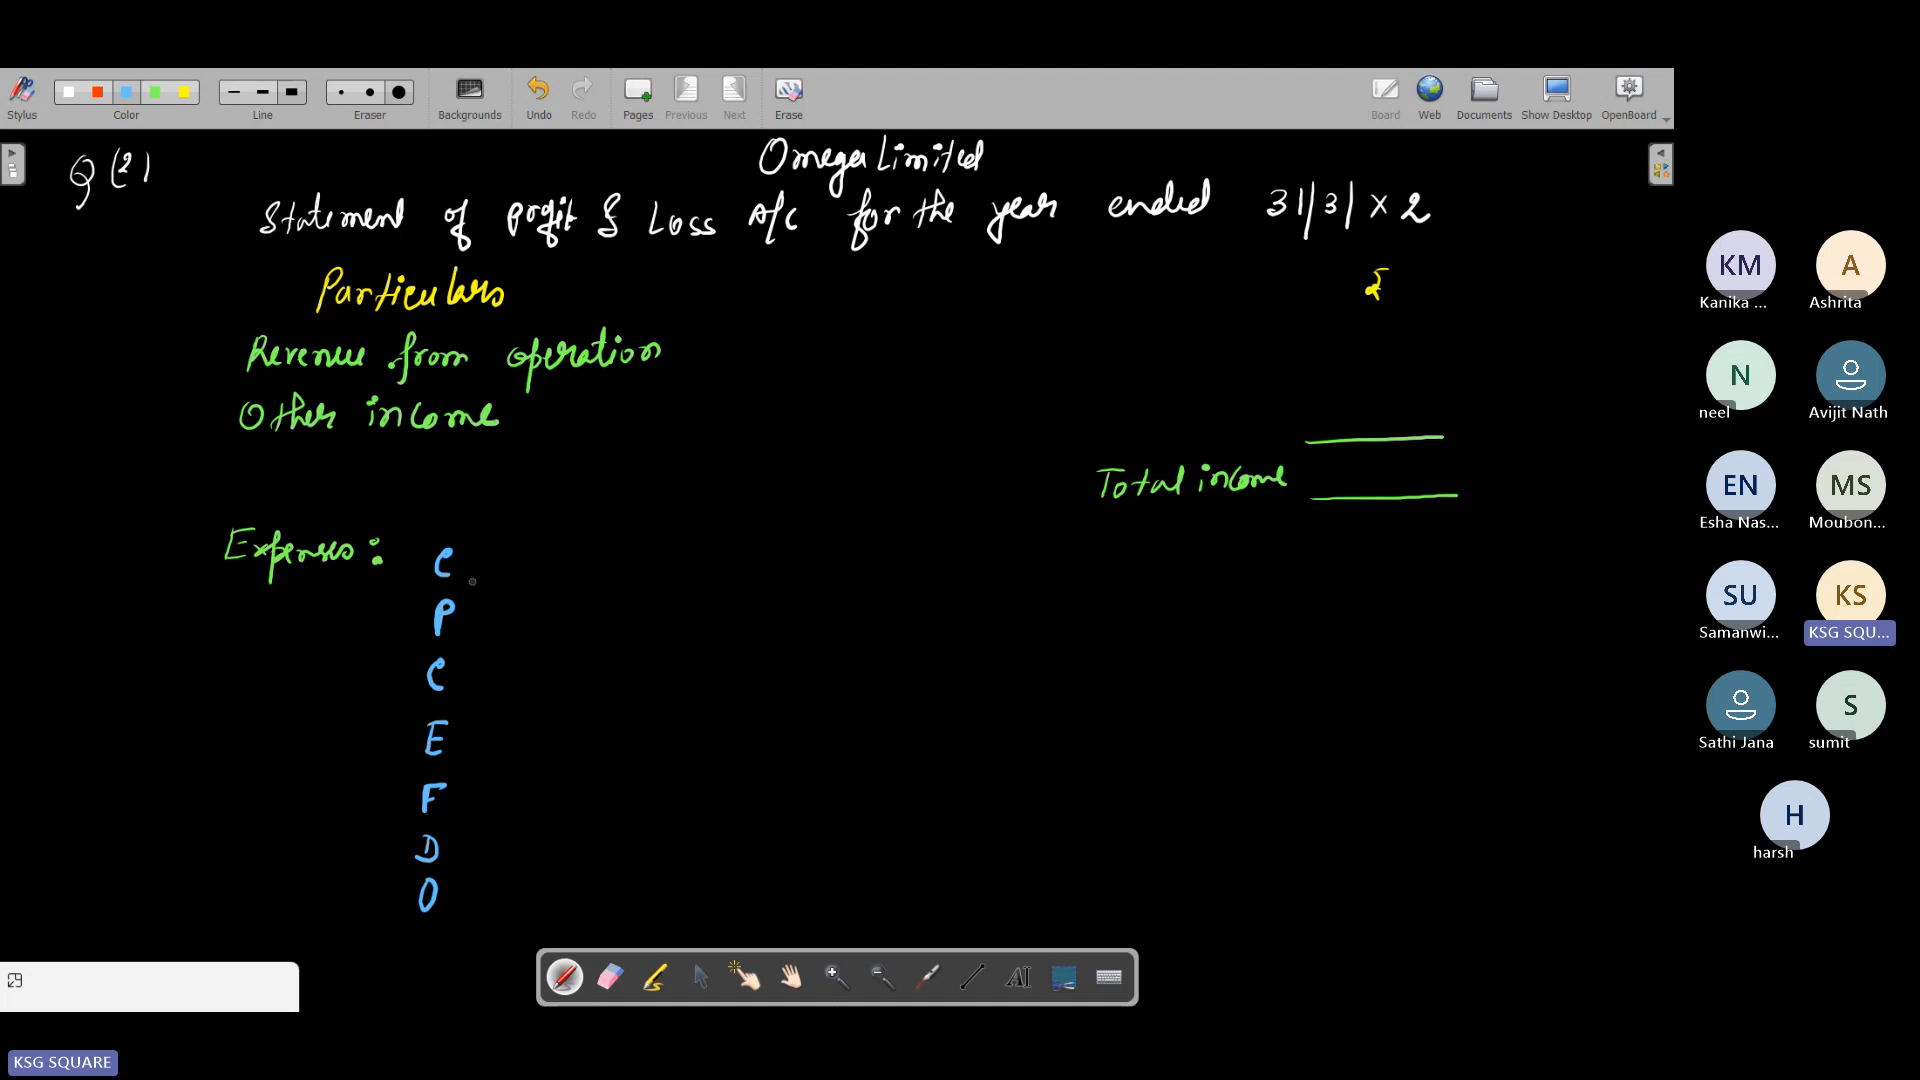 Stylus Color Line Eraser Backgrounds Undo Redo Pages Previous Next Erase Board Web Documents Show Desktop OpenBoard
Q (2)
Omega Limited
Statement of Profit & Loss A/c for the year ended 31/3/x2
Particulars ₹
Revenue from operation
Other income
Total income
Expenses :
C
P
C
E
F
D
O
KM A
Kanika ... Ashrita
N
neel Avijit Nath
EN MS
Esha Nas... Moubon...
SU KS
Samanwi... KSG SQU...
S
Sathi Jana sumit
H
harsh
AI
KSG SQUARE